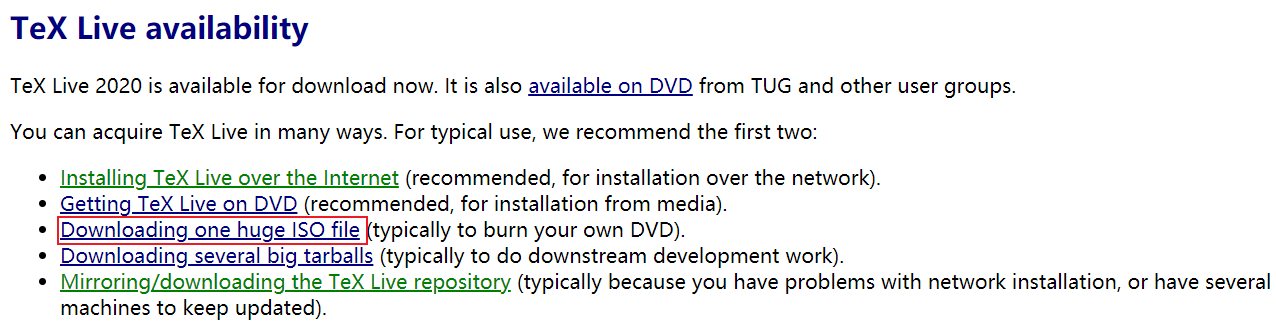 TeX Live availability
TeX Live 2020 is available for download now. It is also available on DVD from TUG and other user groups.
You can acquire TeX Live in many ways. For typical use, we recommend the first two:
• Installing TeX Live over the Internet (recommended, for installation over the network).
• Getting TeX Live on DVD (recommended, for installation from media).
• Downloading one huge ISO file (typically to burn your own DVD).
• Downloading several big tarballs (typically to do downstream development work).
• Mirroring/downloading the TeX Live repository (typically because you have problems with network installation, or have several
machines to keep updated).